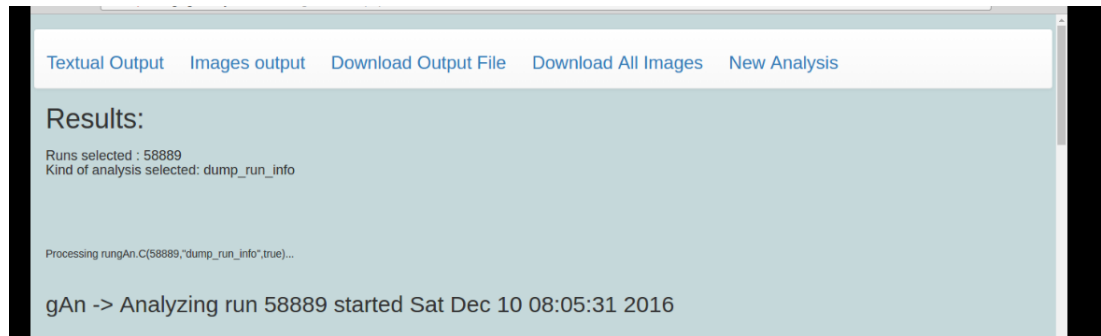 Textual Output Images output Download Output File Download All Images New Analysis
Results:
Runs selected : 58889
Kind of analysis selected: dump_run_info
Processing rungAn.C(58889,"dump_run_info",true)...
gAn -> Analyzing run 58889 started Sat Dec 10 08:05:31 2016